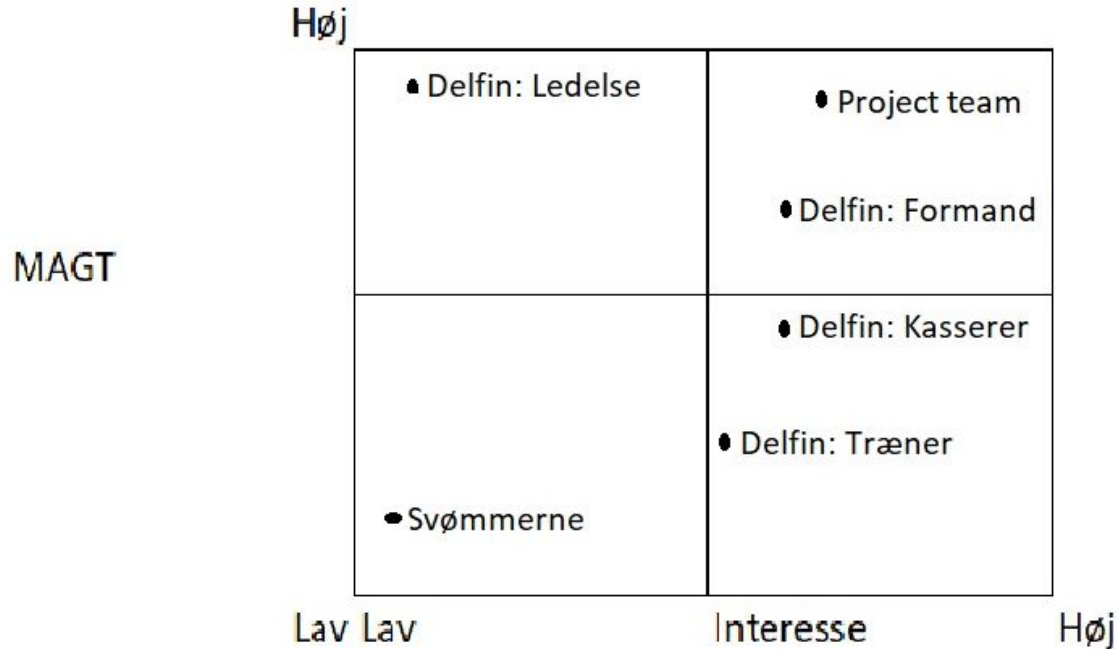 Høj
Delfin: Ledelse
Project team
Delfin: Formand
MAGT
Delfin: Kasserer
Delfin: Træner
Svømmerne
Lav Lav Interesse Høj